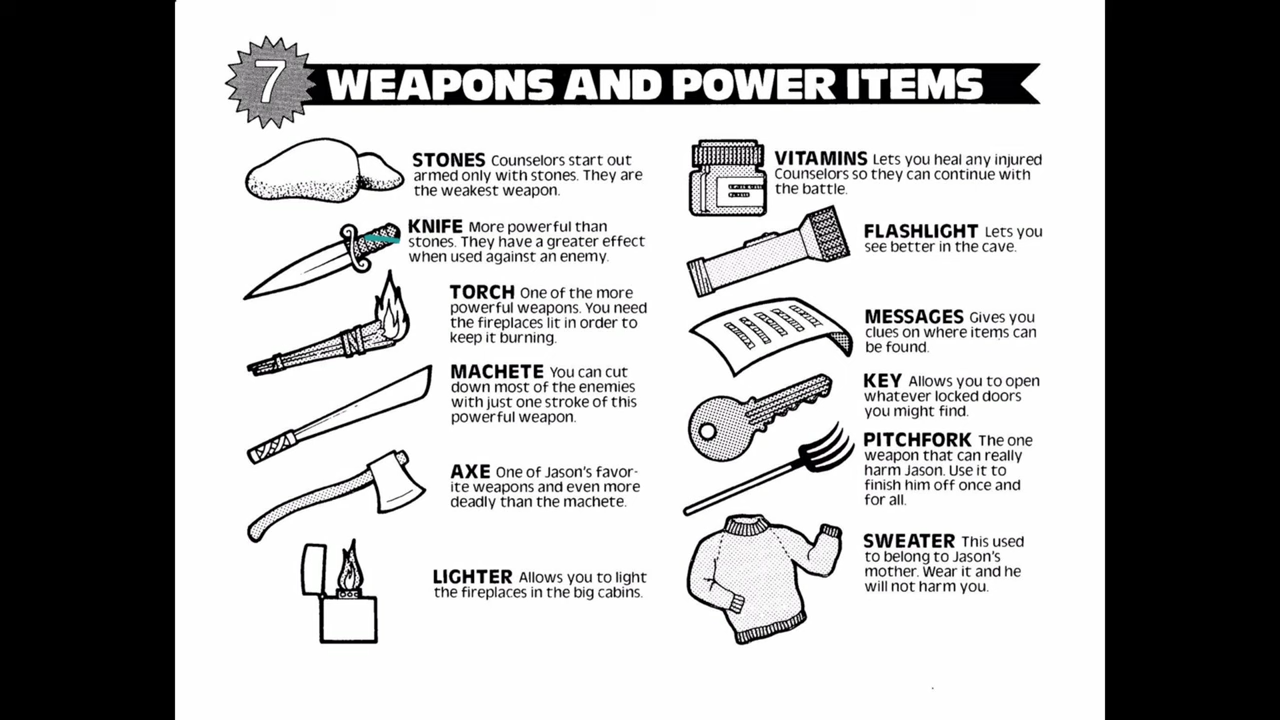 7 WEAPONS AND POWER ITEMS
STONES Counselors start out
armed only with stones. They are
the weakest weapon.
KNIFE More powerful than
stones. They have a greater effect
when used against an enemy.
TORCH One of the more
powerful weapons. You need
the fireplaces lit in order to
keep it burning.
MACHETE You can cut
down most of the enemies
with just one stroke of this
powerful weapon.
AXE One of Jason's favor-
ite weapons and even more
deadly than the machete.
LIGHTER Allows you to light
the fireplaces in the big cabins.
VITAMINS Lets you heal any injured
Counselors so they can continue with
the battle.
FLASHLIGHT Lets you
see better in the cave.
MESSAGES Gives you
clues on where items can
be found.
KEY Allows you to open
whatever locked doors
you might find.
PITCHFORK The one
weapon that can really
harm Jason. Use it to
finish him off once and
for all.
SWEATER This used
to belong to Jason's
mother. Wear it and he
will not harm you.